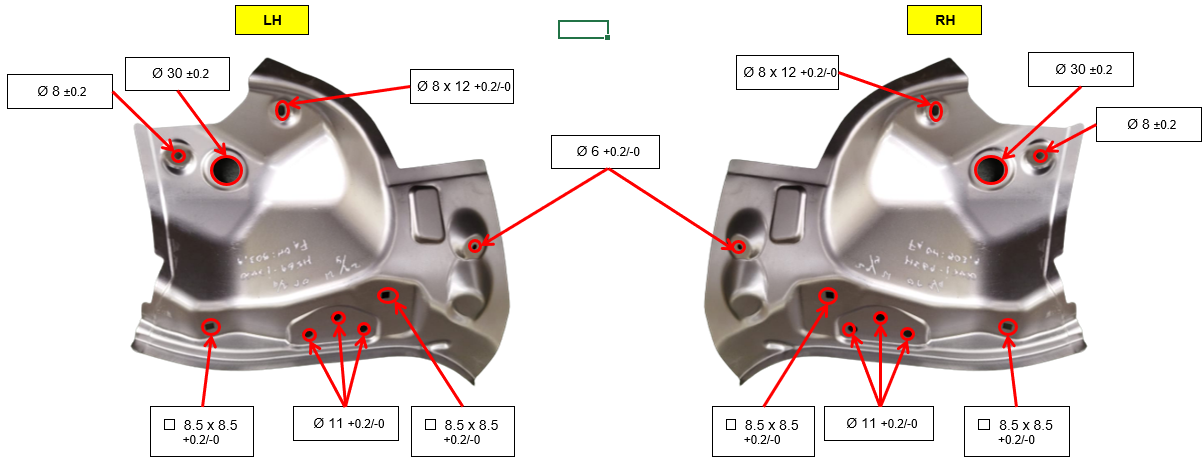 LH
RH
Ø 8 ±0.2
Ø 30 ±0.2
Ø 8 x 12 +0.2/-0
Ø 6 +0.2/-0
Ø 8 x 12 +0.2/-0
Ø 30 ±0.2
Ø 8 ±0.2
□ 8.5 x 8.5
+0.2/-0
Ø 11 +0.2/-0
□ 8.5 x 8.5
+0.2/-0
□ 8.5 x 8.5
+0.2/-0
Ø 11 +0.2/-0
□ 8.5 x 8.5
+0.2/-0